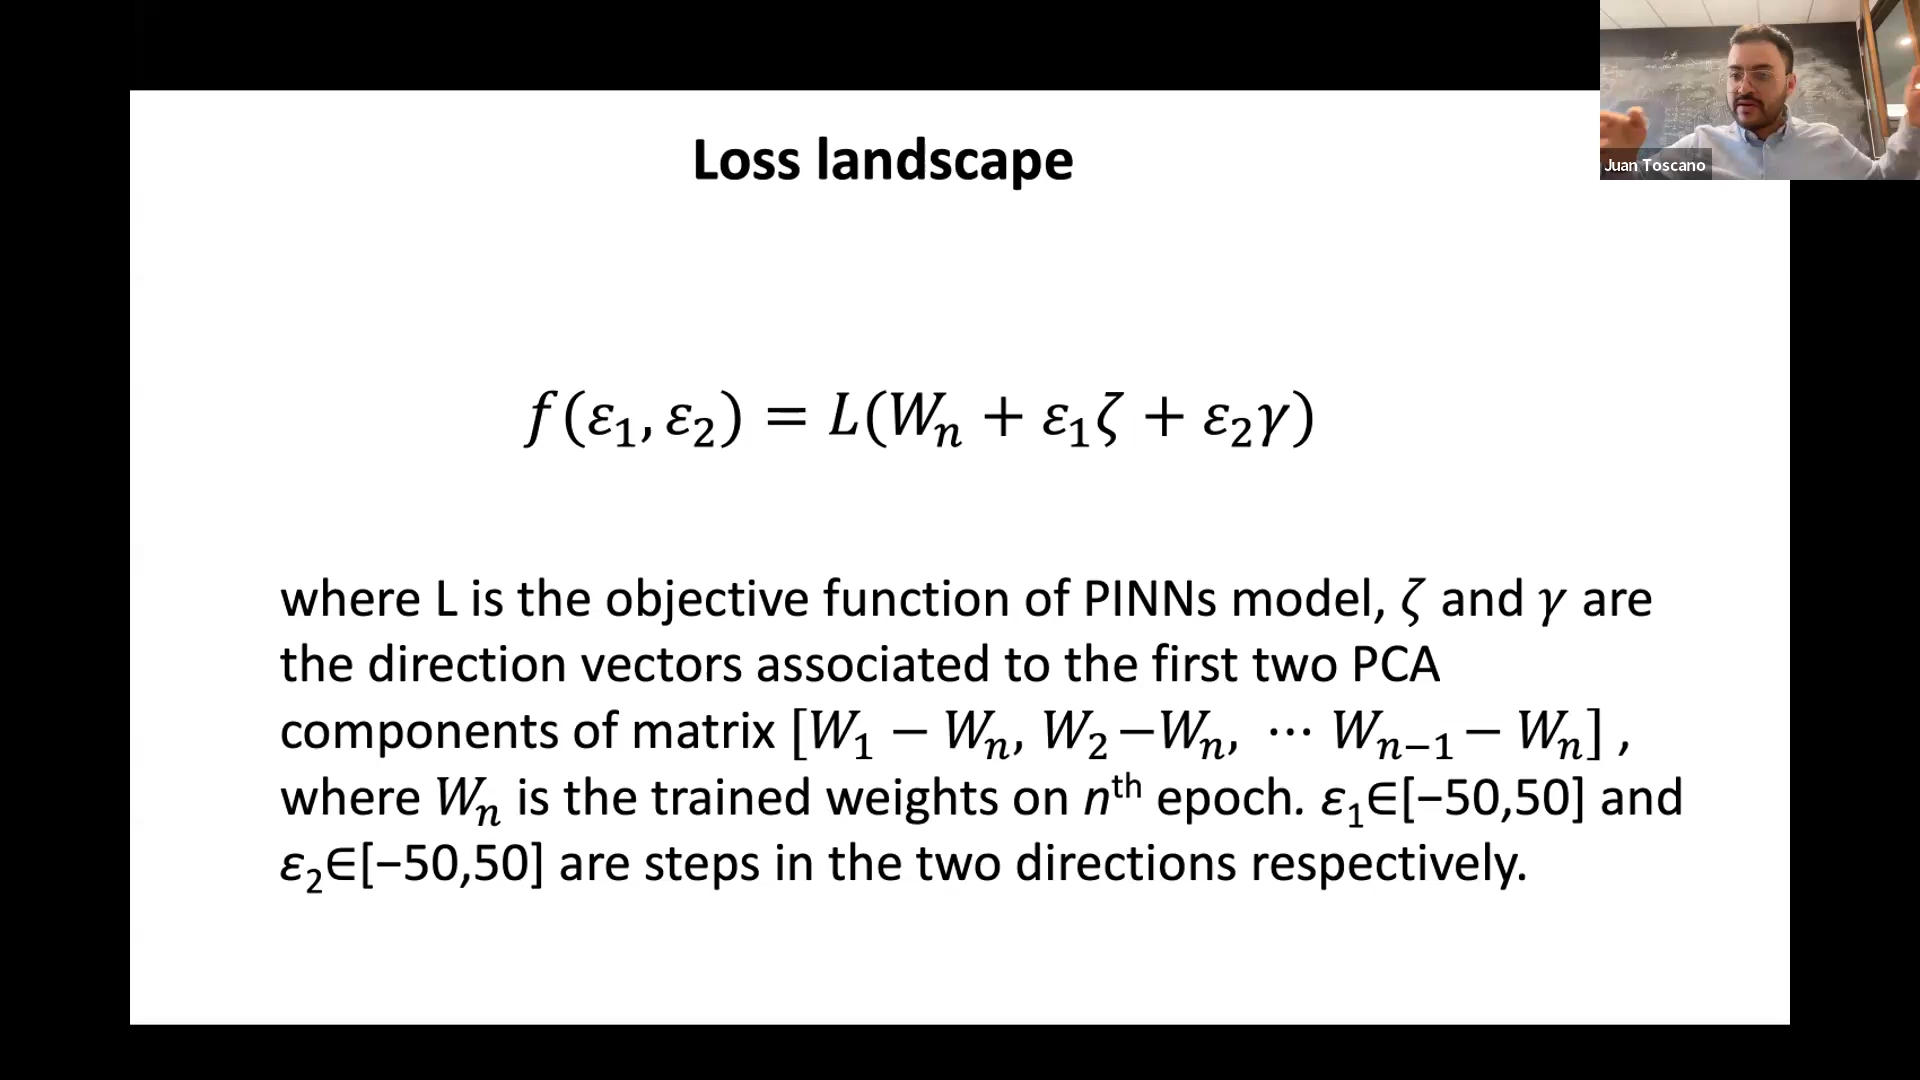 Loss landscape
Juan Toscano
f(ε₁, ε₂) = L(Wₙ + ε₁ζ + ε₂γ)
where L is the objective function of PINNs model, ζ and γ are
the direction vectors associated to the first two PCA
components of matrix [W₁ − Wₙ, W₂−Wₙ, ⋯ Wₙ₋₁− Wₙ] ,
where Wₙ is the trained weights on nᵗʰ epoch. ε₁∈[−50,50] and
ε₂∈[−50,50] are steps in the two directions respectively.